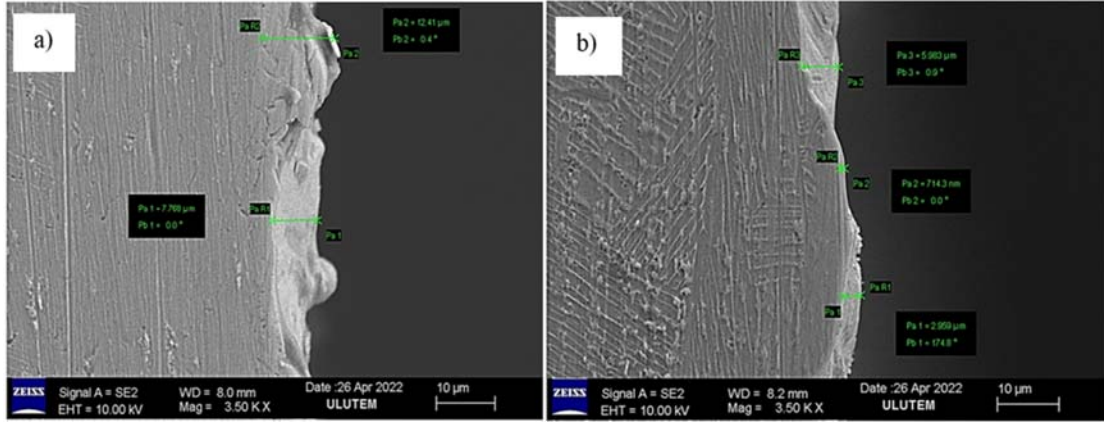 a)
Pa R2
Pa 2
Pa 2 = 12.41 µm
Pb 2 = 0.4 °
Pa 1 = 7.768 µm
Pb 1 = 0.0 °
Pa R1
Pa 1
ZEISS
Signal A = SE2
EHT = 10.00 kV
WD = 8.0 mm
Mag = 3.50 K X
Date :26 Apr 2022
ULUTEM
10 µm
b)
Pa R3
Pa 3
Pa 3 = 5.983 µm
Pb 3 = 0.9 °
Pa R2
Pa 2
Pa 2 = 714.3 nm
Pb 2 = 0.0 °
Pa 1
Pa R1
Pa 1 = 2.959 µm
Pb 1 = 174.8 °
ZEISS
Signal A = SE2
EHT = 10.00 kV
WD = 8.2 mm
Mag = 3.50 K X
Date :26 Apr 2022
ULUTEM
10 µm